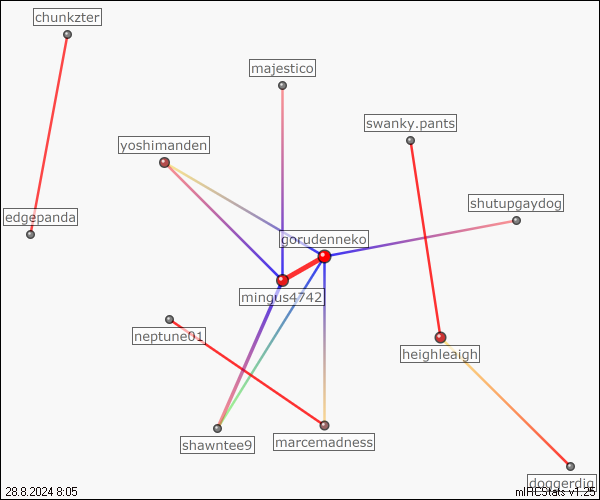 chunkzter
majestico
swanky.pants
yoshimanden
shutupgaydog
edgepanda
gorudenneko
mingus4742
neptune01
heighleaigh
marcemadness
shawntee9
doggerdig
28.8.2024 8:05
mIRCStats v1.25